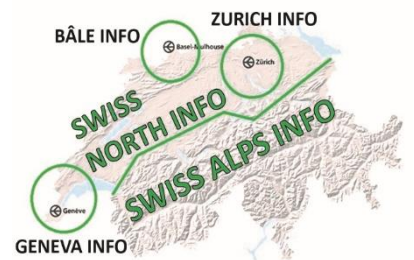 ZURICH INFO
BÂLE INFO
Basel-Mulhouse
Zürich
SWISS
NORTH INFO
SWISS ALPS INFO
Genève
GENEVA INFO